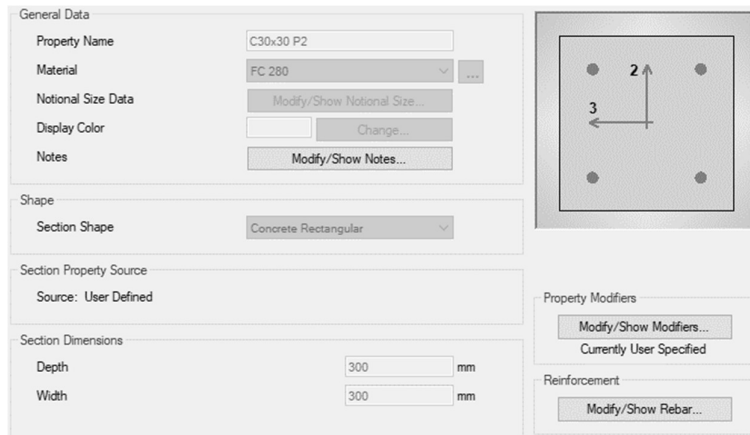 General Data
Property Name C30x30 P2
Material FC 280 ...
Notional Size Data Modify/Show Notional Size...
Display Color Change...
Notes Modify/Show Notes...
Shape
Section Shape Concrete Rectangular
Section Property Source
Source: User Defined
Section Dimensions
Depth 300 mm
Width 300 mm
2
3
Property Modifiers
Modify/Show Modifiers...
Currently User Specified
Reinforcement
Modify/Show Rebar...